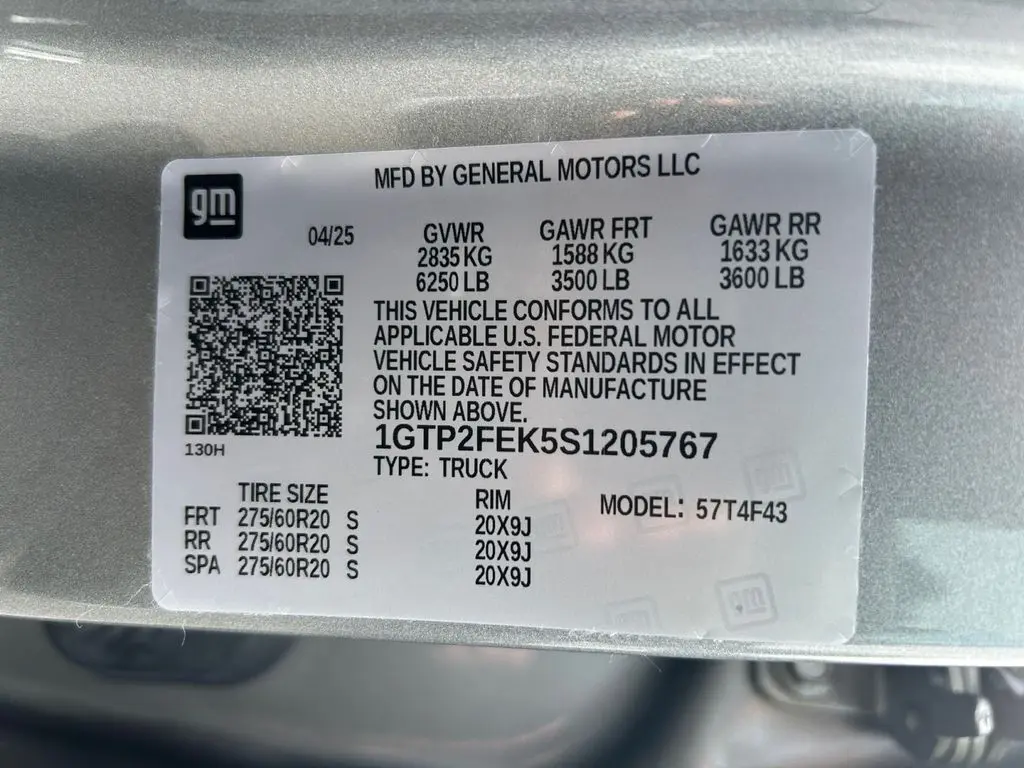 gm
MFD BY GENERAL MOTORS LLC
04/25
GVWR GAWR FRT GAWR RR
2835 KG 1588 KG 1633 KG
6250 LB 3500 LB 3600 LB
THIS VEHICLE CONFORMS TO ALL
APPLICABLE U.S. FEDERAL MOTOR
VEHICLE SAFETY STANDARDS IN EFFECT
ON THE DATE OF MANUFACTURE
SHOWN ABOVE.
130H
1GTP2FEK5S1205767
TYPE: TRUCK
TIRE SIZE RIM MODEL: 57T4F43
FRT 275/60R20 S 20X9J
RR 275/60R20 S 20X9J
SPA 275/60R20 S 20X9J
gm